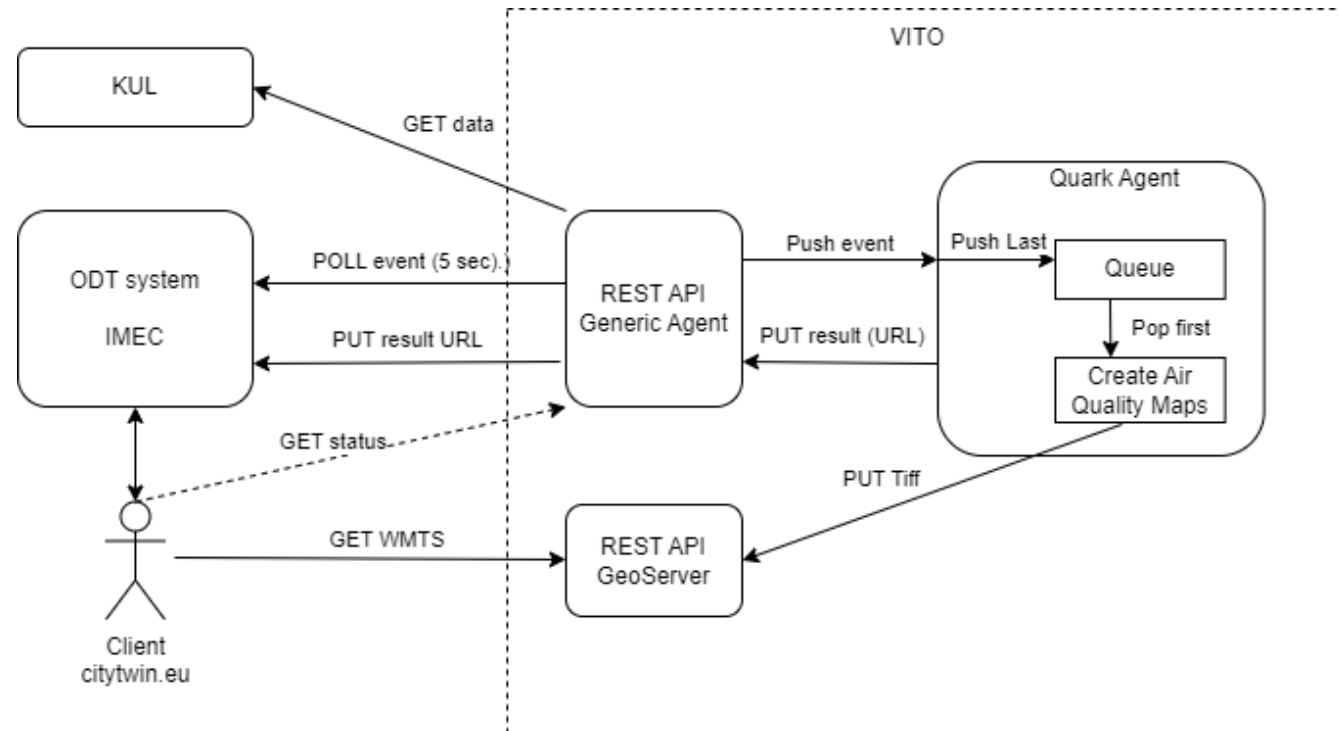 VITO
KUL
GET data
Quark Agent
ODT system
IMEC
POLL event (5 sec).)
PUT result URL
REST API
Generic Agent
Push event
PUT result (URL)
Push Last
Queue
Pop first
Create Air
Quality Maps
GET status
PUT Tiff
GET WMTS
REST API
GeoServer
Client
citytwin.eu